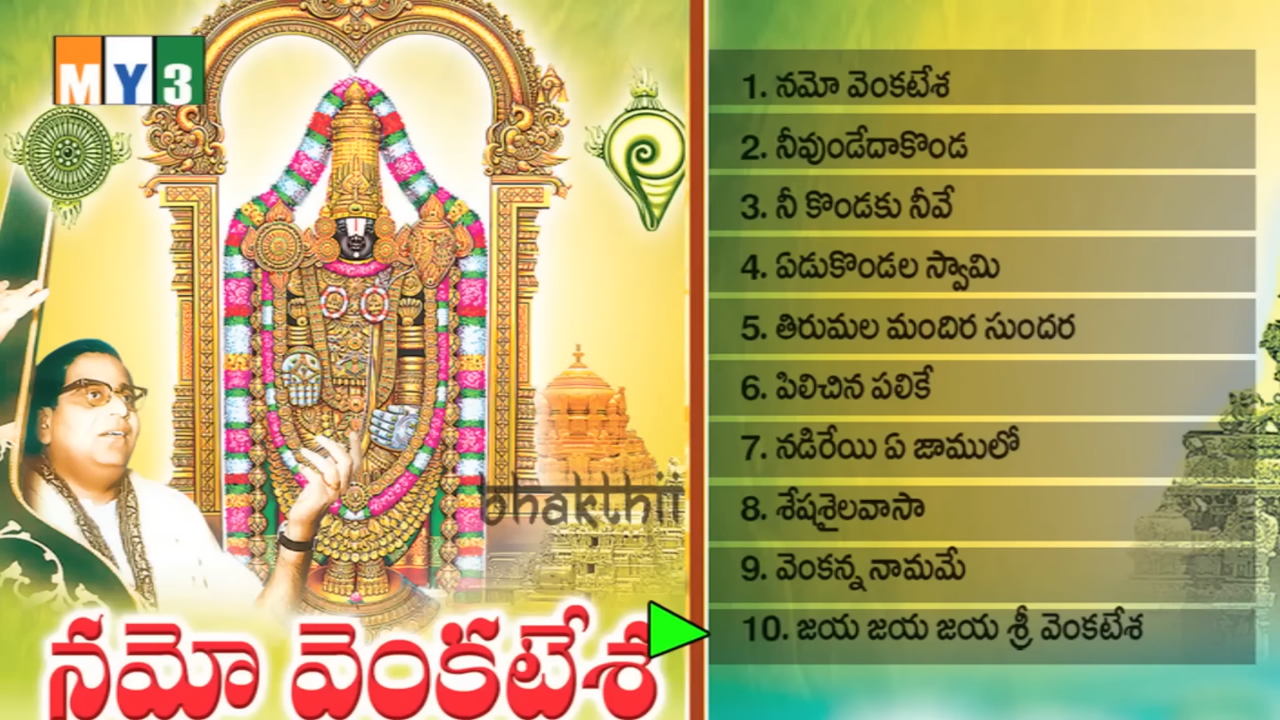 MY3
bhakthi
నమో వెంకటేశ
1. నమో వెంకటేశ
2. నీవుండేదాకొండ
3. నీ కొండకు నీవే
4. ఏడుకొండల స్వామి
5. తిరుమల మందిర సుందర
6. పిలిచిన పలికే
7. నడిరేయి ఏ జాములో
8. శేషశైలవాసా
9. వెంకన్న నామమే
10. జయ జయ జయ శ్రీ వెంకటేశ